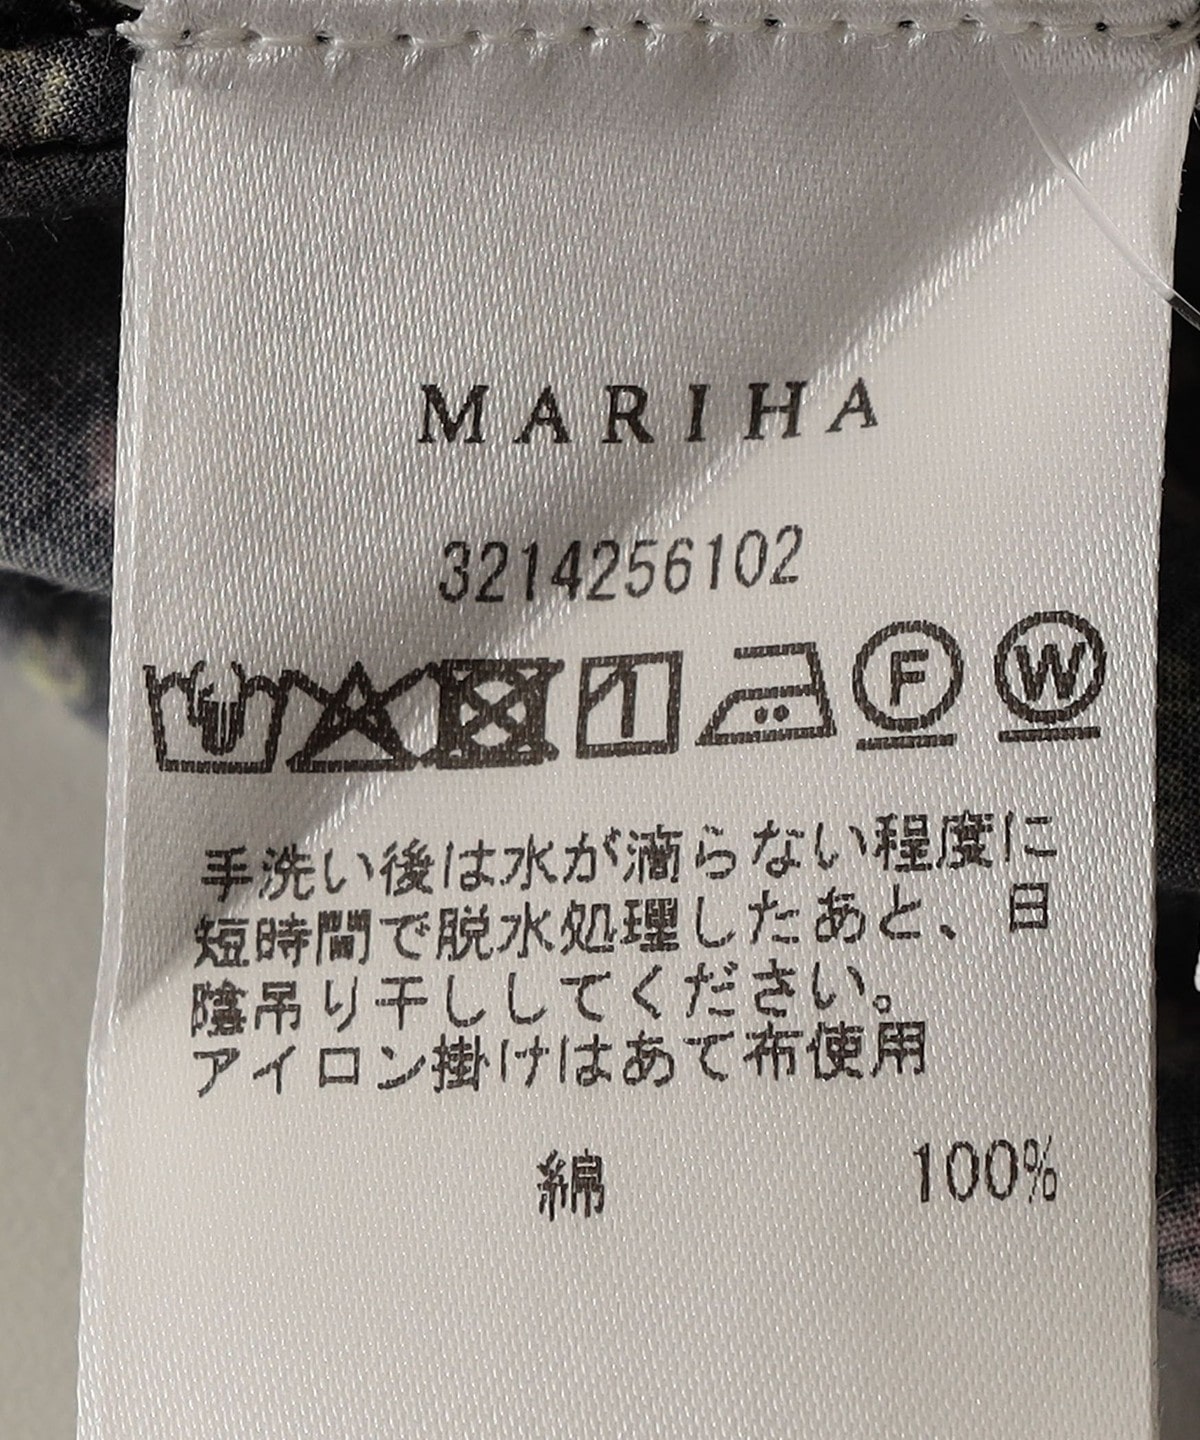 MARIHA
3214256102
F W
手洗い後は水が滴らない程度に
短時間で脱水処理したあと、日
陰吊り干ししてください。
アイロン掛けはあて布使用
綿 100%